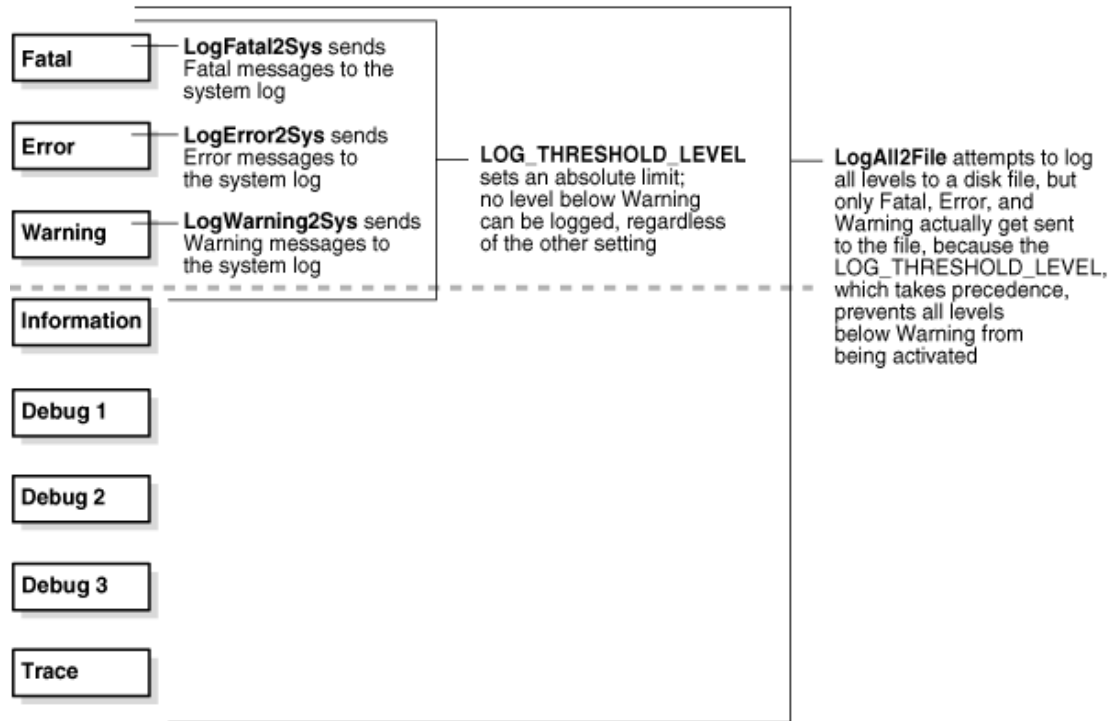 Fatal
LogFatal2Sys sends
Fatal messages to the
system log
Error
LogError2Sys sends
Error messages to
the system log
Warning
LogWarning2Sys sends
Warning messages to
the system log
LOG_THRESHOLD_LEVEL
sets an absolute limit;
no level below Warning
can be logged, regardless
of the other setting
LogAll2File attempts to log
all levels to a disk file, but
only Fatal, Error, and
Warning actually get sent
to the file, because the
LOG_THRESHOLD_LEVEL,
which takes precedence,
prevents all levels
below Warning from
being activated
Information
Debug 1
Debug 2
Debug 3
Trace